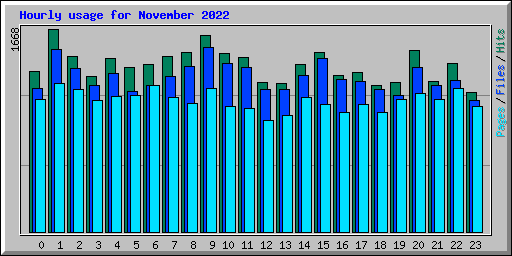 Hourly usage for November 2022
1668
Pages/Files/Hits
0 1 2 3 4 5 6 7 8 9 10 11 12 13 14 15 16 17 18 19 20 21 22 23